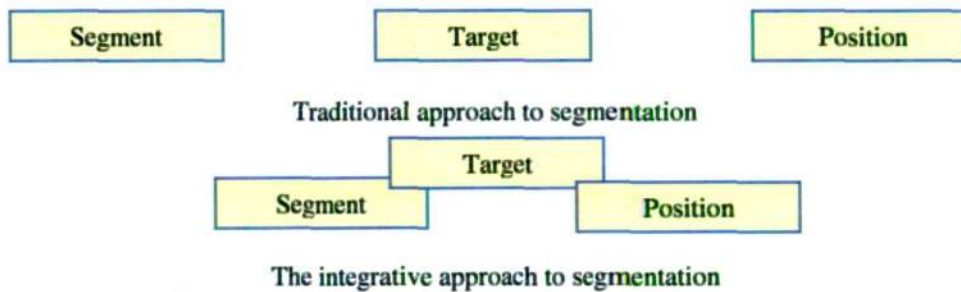 Segment Target Position
Traditional approach to segmentation
Target
Segment Position
The integrative approach to segmentation